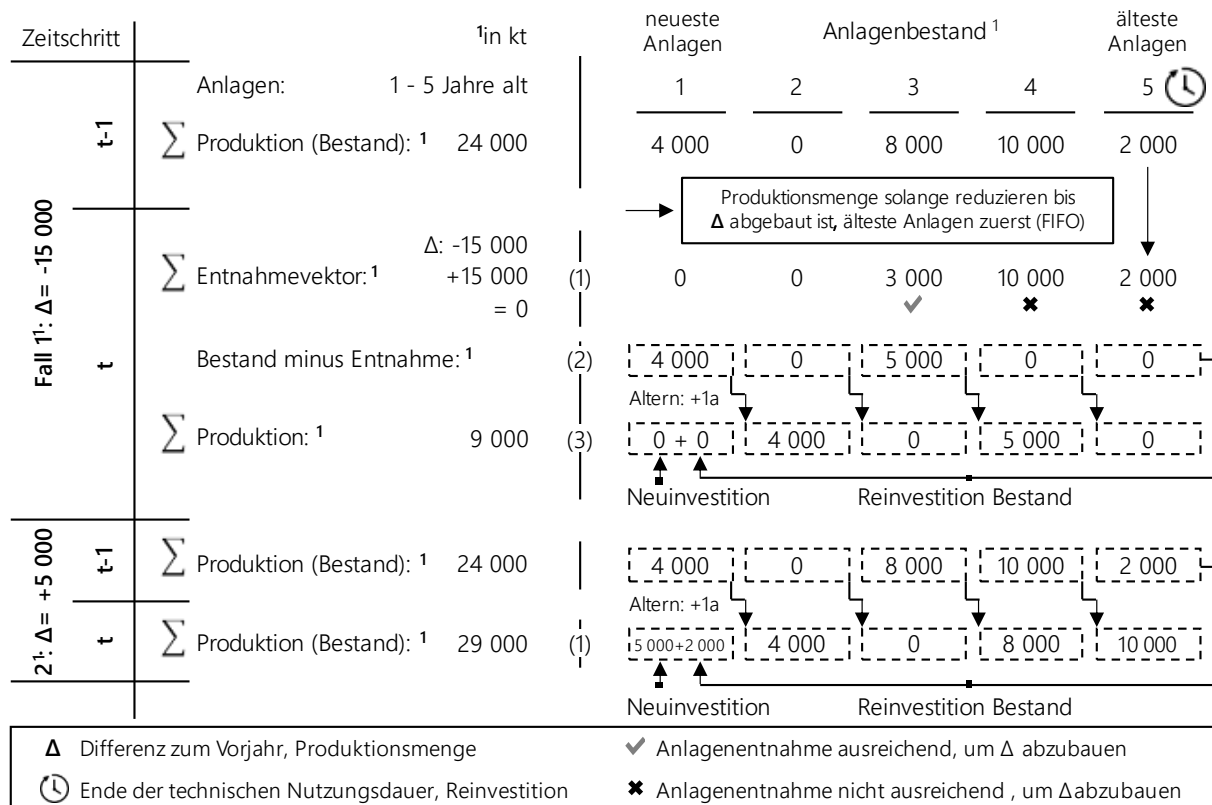 neueste Anlagen Anlagenbestand ¹ älteste Anlagen
Zeitschritt ¹in kt
Anlagen: 1 - 5 Jahre alt 1 2 3 4 5
Fall 1¹: Δ= -15 000
t-1
∑ Produktion (Bestand): ¹ 24 000 4 000 0 8 000 10 000 2 000
Produktionsmenge solange reduzieren bis
Δ abgebaut ist, älteste Anlagen zuerst (FIFO)
t
Δ: -15 000
∑ Entnahmevektor: ¹ +15 000 (1) 0 0 3 000 10 000 2 000
= 0 ✓ ✖ ✖
Bestand minus Entnahme: ¹ (2) 4 000 0 5 000 0 0
Altern: +1a
∑ Produktion: ¹ 9 000 (3) 0 + 0 4 000 0 5 000 0
Neuinvestition Reinvestition Bestand
2¹: Δ= +5 000
t-1
∑ Produktion (Bestand): ¹ 24 000 4 000 0 8 000 10 000 2 000
Altern: +1a
t
∑ Produktion (Bestand): ¹ 29 000 (1) 5 000+2 000 4 000 0 8 000 10 000
Neuinvestition Reinvestition Bestand
Δ Differenz zum Vorjahr, Produktionsmenge ✓ Anlagenentnahme ausreichend, um Δ abzubauen
Ende der technischen Nutzungsdauer, Reinvestition ✖ Anlagenentnahme nicht ausreichend , um Δabzubauen